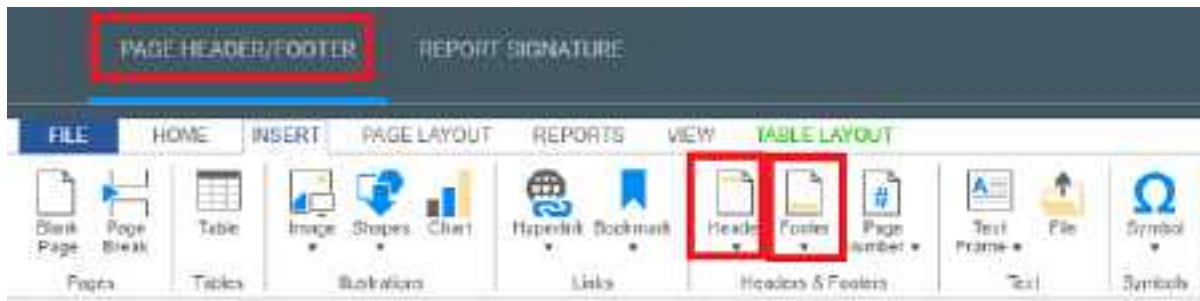 PAGE HEADER/FOOTER REPORT SIGNATURE
FILE HOME INSERT PAGE LAYOUT REPORTS VIEW TABLE LAYOUT
Blank Page Table Image Shapes Chart Hyperlink Bookmark Header Footer Page Text File Symbol
Page Break Number Frame
Pages Tables Illustrations Links Headers & Footers Text Symbols